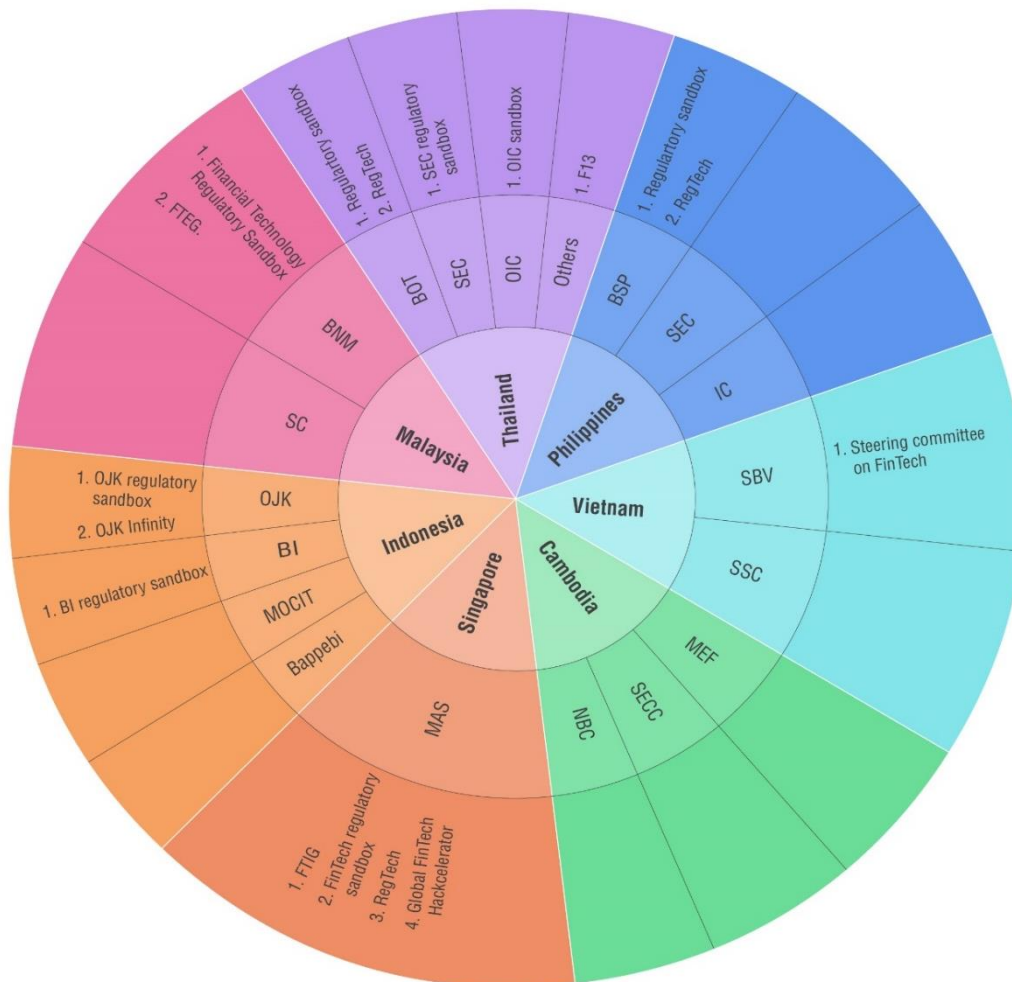 Thailand
BOT
1. Regulartory sandbox
2. RegTech
SEC
1. SEC regulatory
sandbox
OIC
1. OIC sandbox
Others
1. F13
Philippines
BSP
1. Regulartory sandbox
2. RegTech
SEC
IC
Vietnam
SBV
1. Steering committee
on FinTech
SSC
Cambodia
MEF
SECC
NBC
Singapore
MAS
1. FTIG
2. FinTech regulatory
sandbox
3. RegTech
4. Global FinTech
Hackcelerator
Indonesia
Bappebi
MOCIT
BI
1. BI regulatory sandbox
OJK
1. OJK regulatory
sandbox
2. OJK Infinity
Malaysia
SC
BNM
1. Financial Technology
Regulatory Sandbox
2. FTEG.